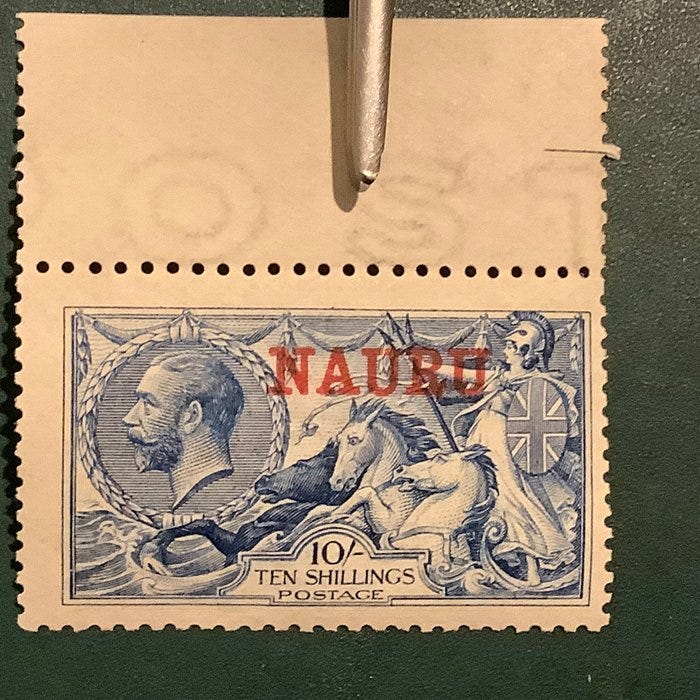 NAURU
10/-
TEN SHILLINGS
POSTAGE